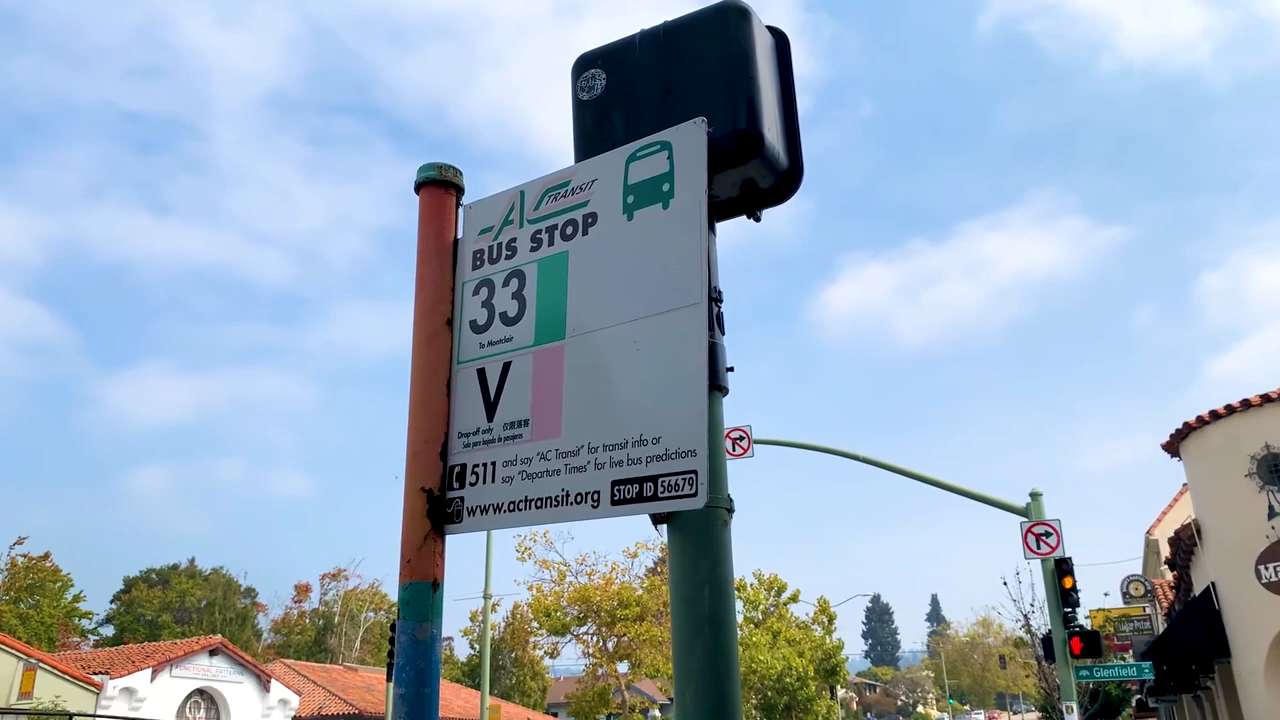 AC TRANSIT
BUS STOP
33
To Montclair
V
Drop-off only 仅限落客
Solo para bajada de pasajeros
511 and say "AC Transit" for transit info or
say "Departure Times" for live bus predictions
www.actransit.org STOP ID 56679
FUNCTIONAL PATTERNS
Glenfield